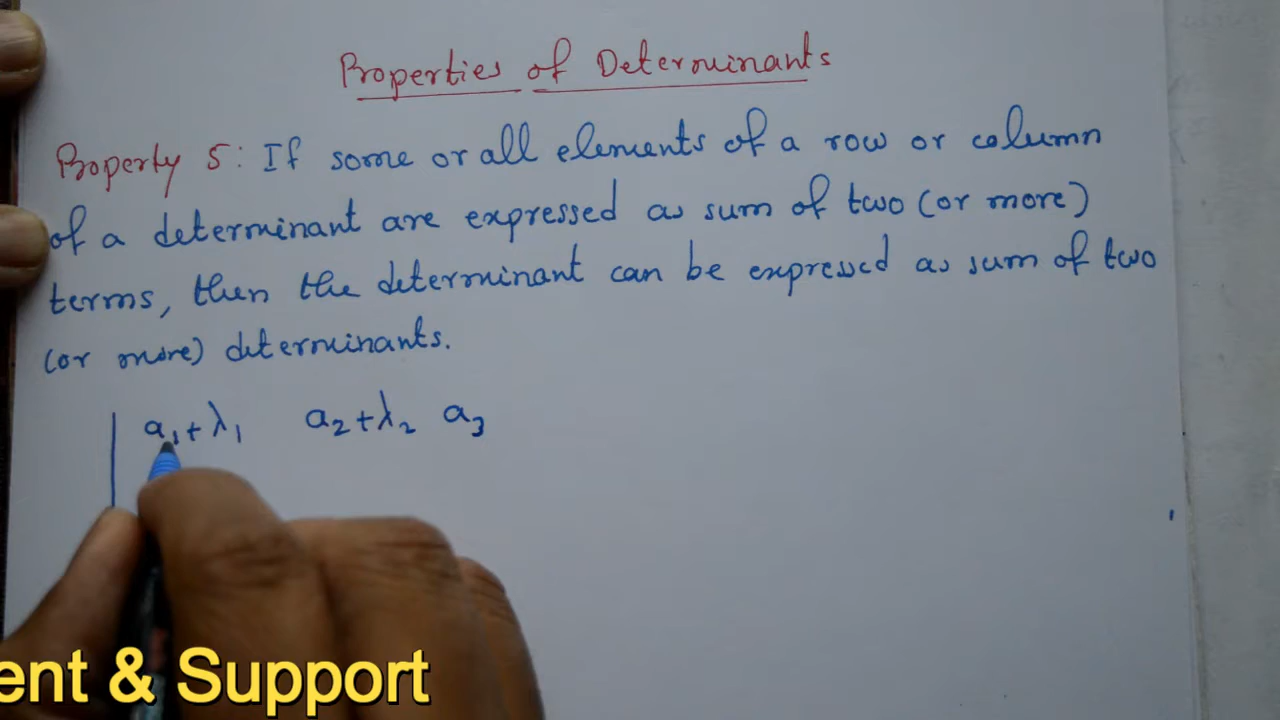 Properties of Determinants
Property 5: If some or all elements of a row or column
of a determinant are expressed as sum of two (or more)
terms, then the determinant can be expressed as sum of two
(or more) determinants.
| a₁+λ₁ a₂+λ₂ a₃
ent & Support